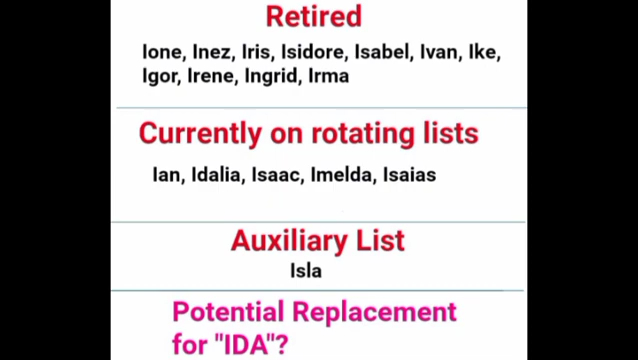 Retired
Ione, Inez, Iris, Isidore, Isabel, Ivan, Ike,
Igor, Irene, Ingrid, Irma
Currently on rotating lists
Ian, Idalia, Isaac, Imelda, Isaias
Auxiliary List
Isla
Potential Replacement
for "IDA"?